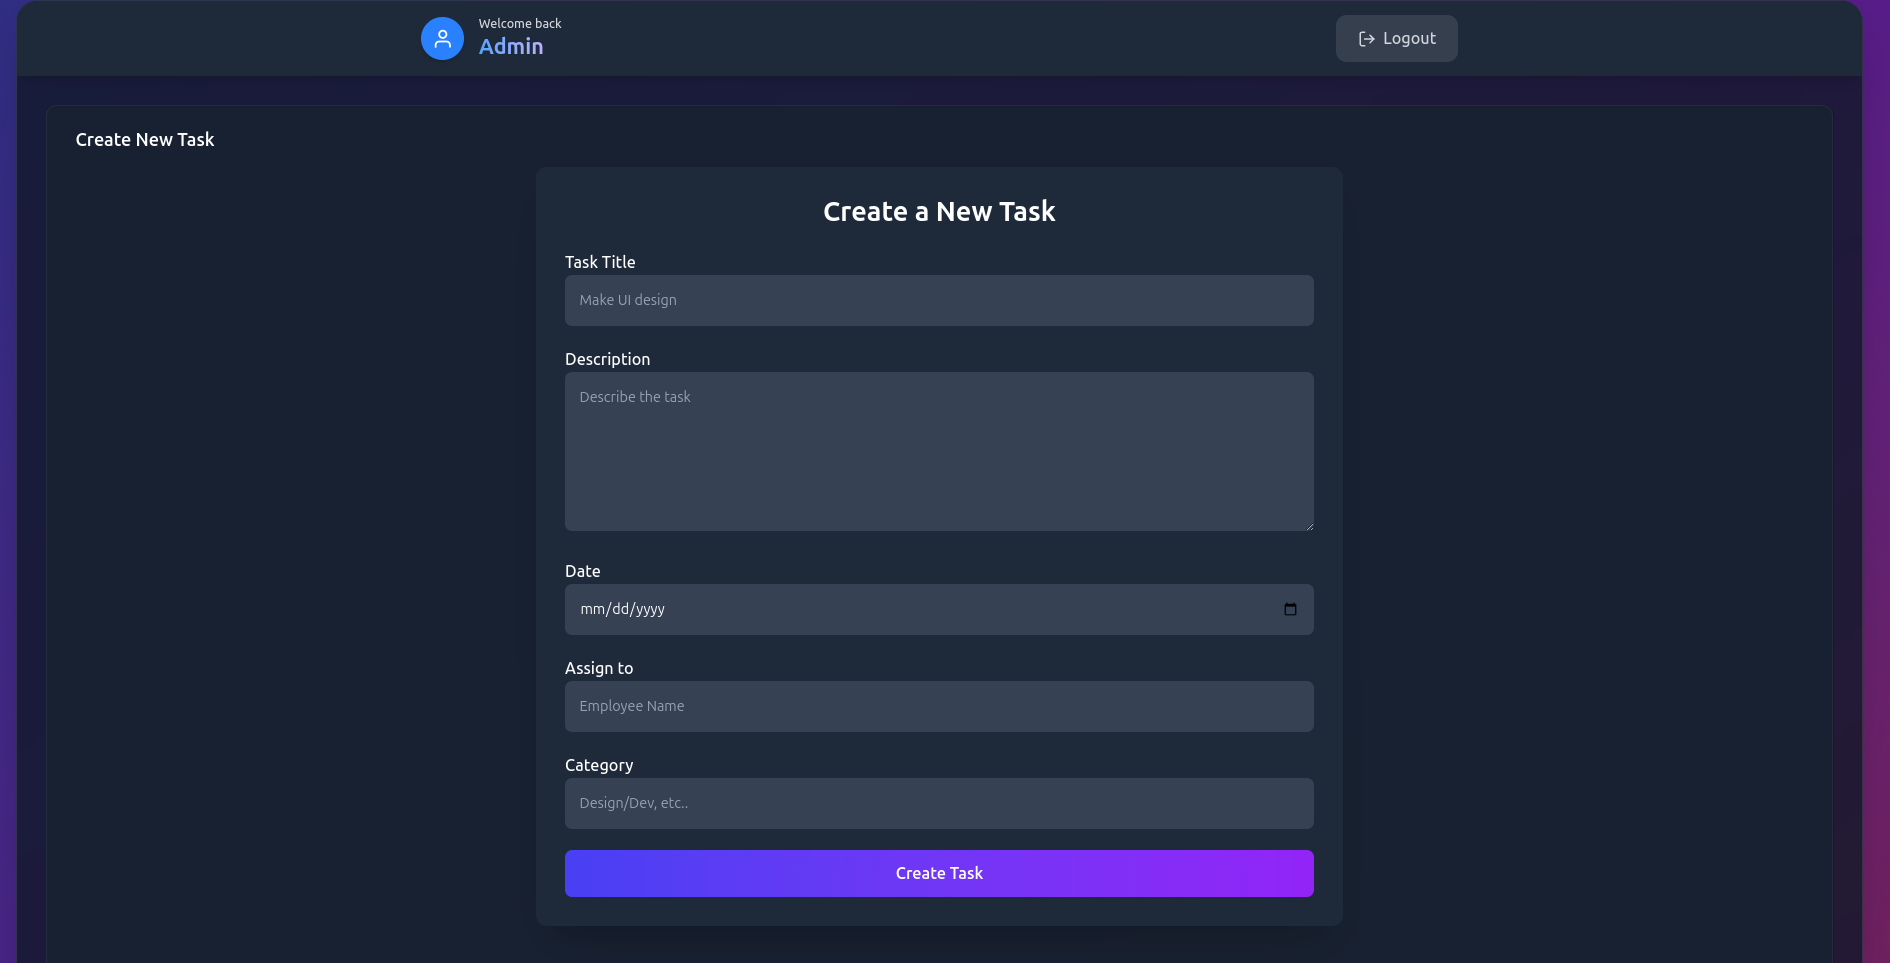 Welcome back
Admin
Logout
Create New Task
Create a New Task
Task Title
Make UI design
Description
Describe the task
Date
mm/dd/yyyy
Assign to
Employee Name
Category
Design/Dev, etc..
Create Task